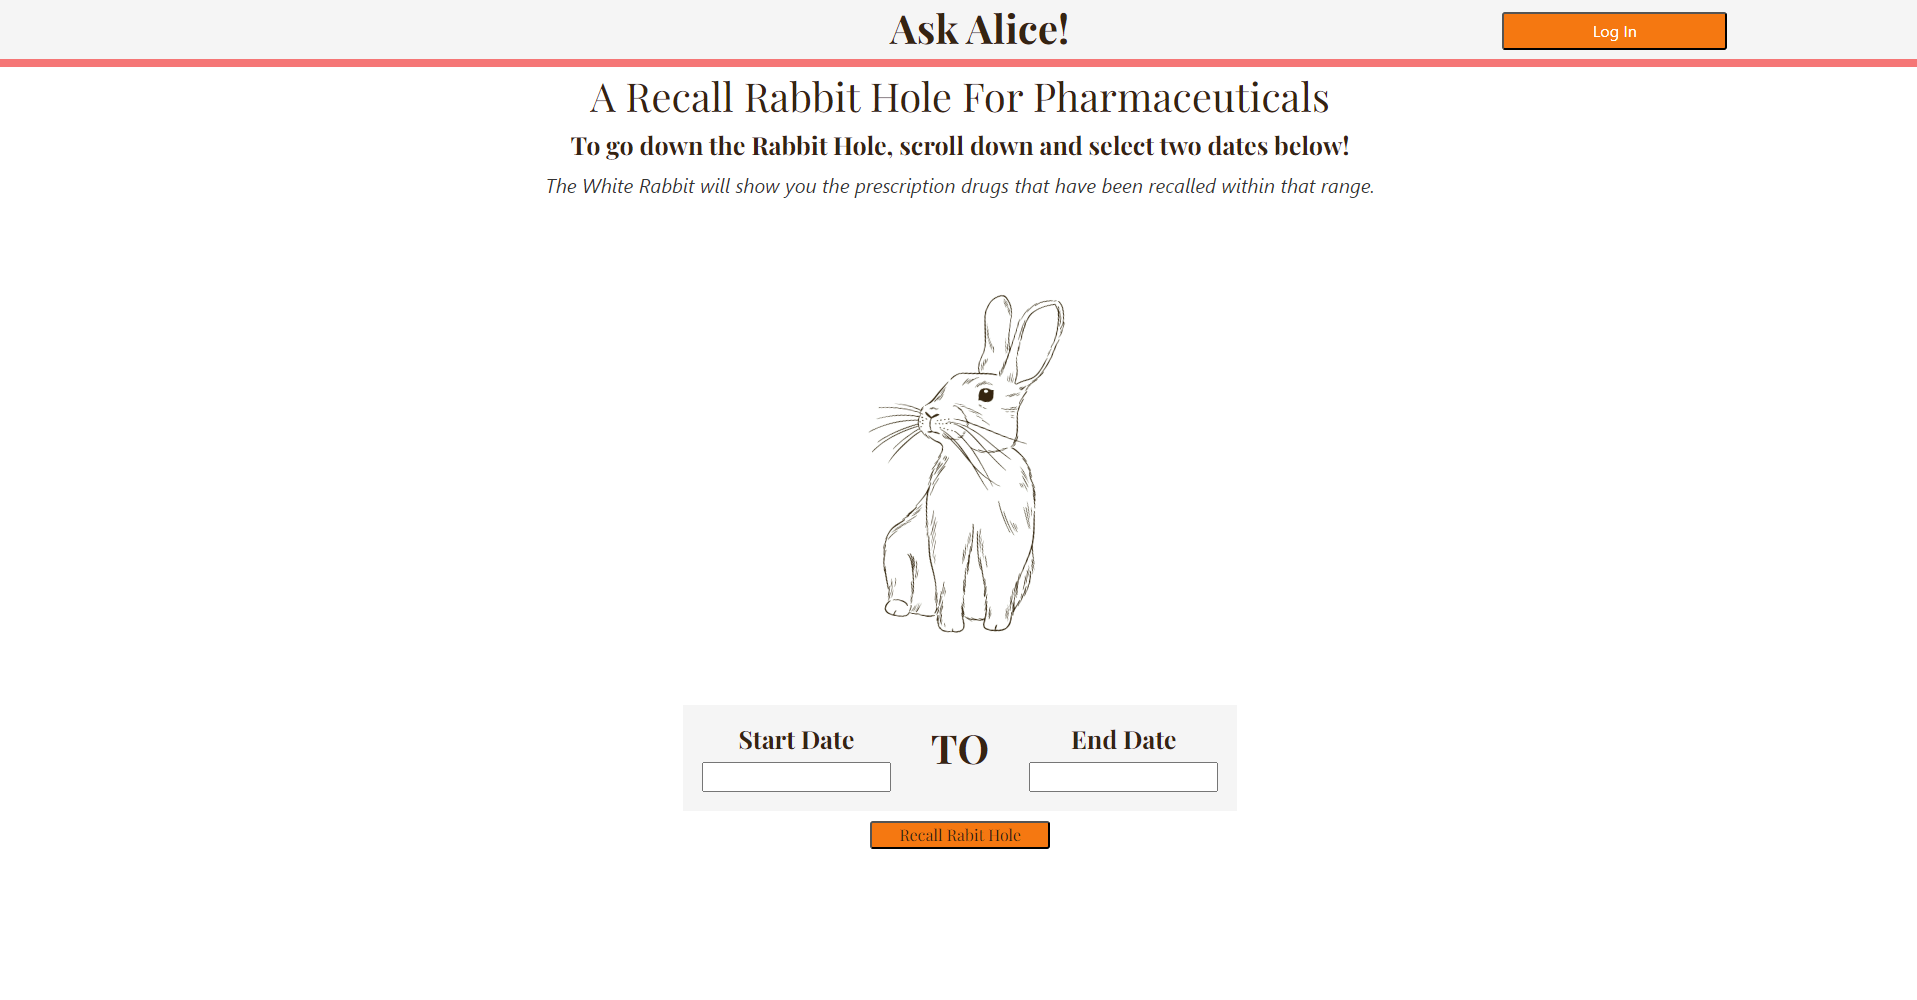 Ask Alice!
Log In
A Recall Rabbit Hole For Pharmaceuticals
To go down the Rabbit Hole, scroll down and select two dates below!
The White Rabbit will show you the prescription drugs that have been recalled within that range.
Start Date
TO
End Date
Recall Rabit Hole